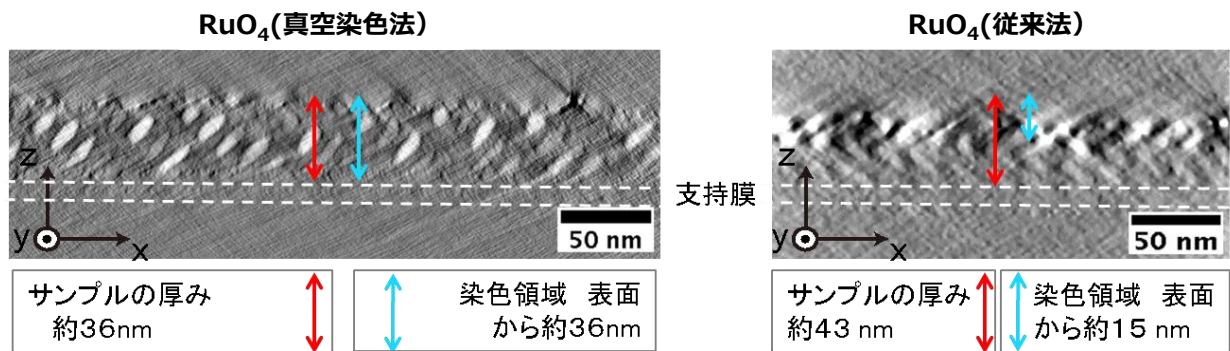 RuO4(真空染色法)
RuO4(従来法)
z
y
x
50 nm
支持膜
z
y
x
50 nm
サンプルの厚み
約36nm
染色領域 表面
から約36nm
サンプルの厚み
約43 nm
染色領域 表面
から約15 nm